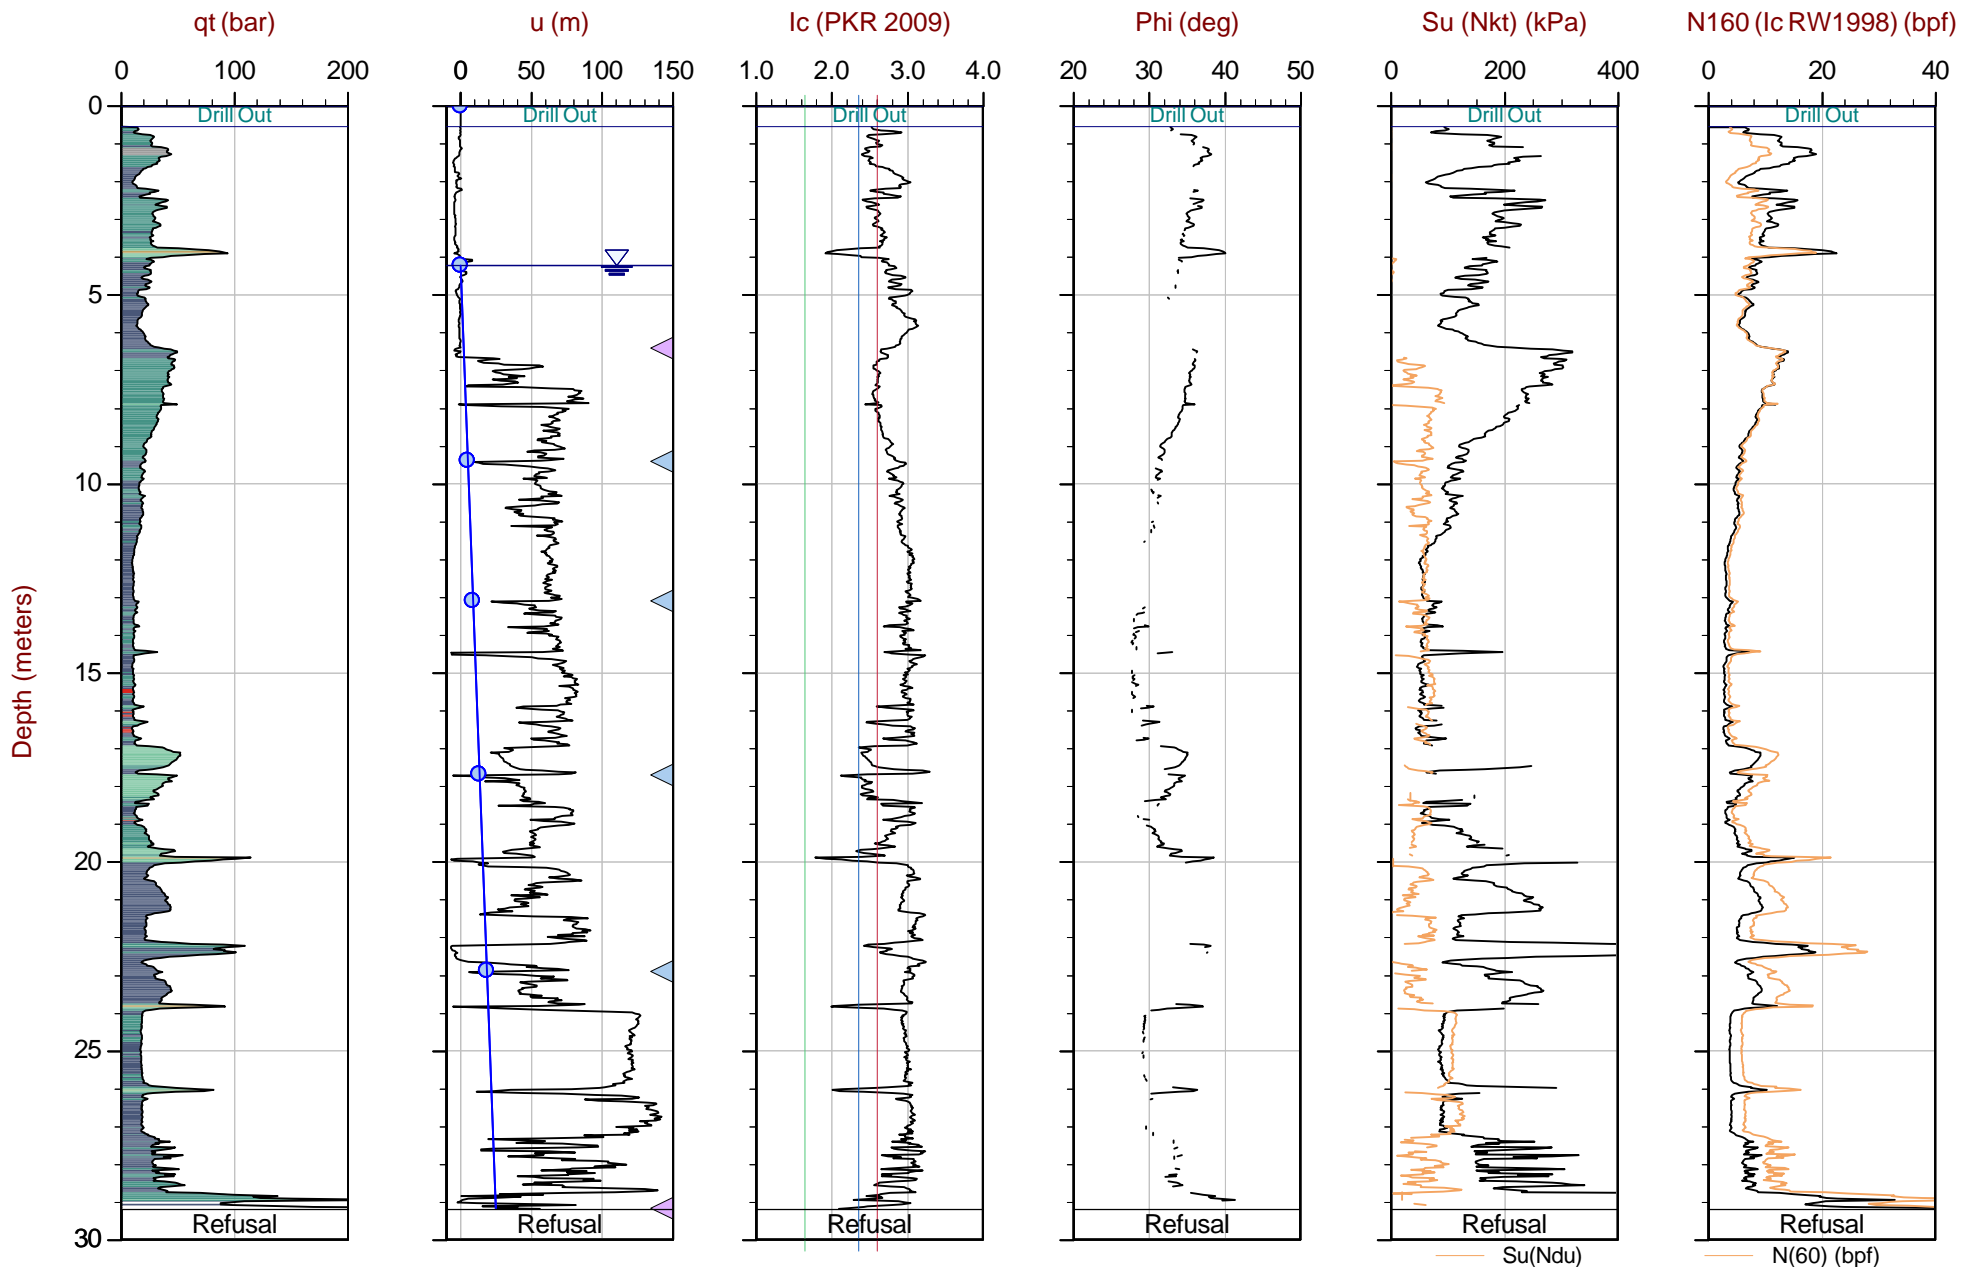 qt (bar) u (m) Ic (PKR 2009) Phi (deg) Su (Nkt) (kPa) N160 (Ic RW1998) (bpf)
0 100 200 0 50 100 150 1.0 2.0 3.0 4.0 20 30 40 50 0 200 400 0 20 40
0 Drill Out Drill Out Drill Out Drill Out Drill Out Drill Out
5
10
15
20
25
30
Depth (meters)
Refusal Refusal Refusal Refusal Refusal Refusal
Su(Ndu) N(60) (bpf)